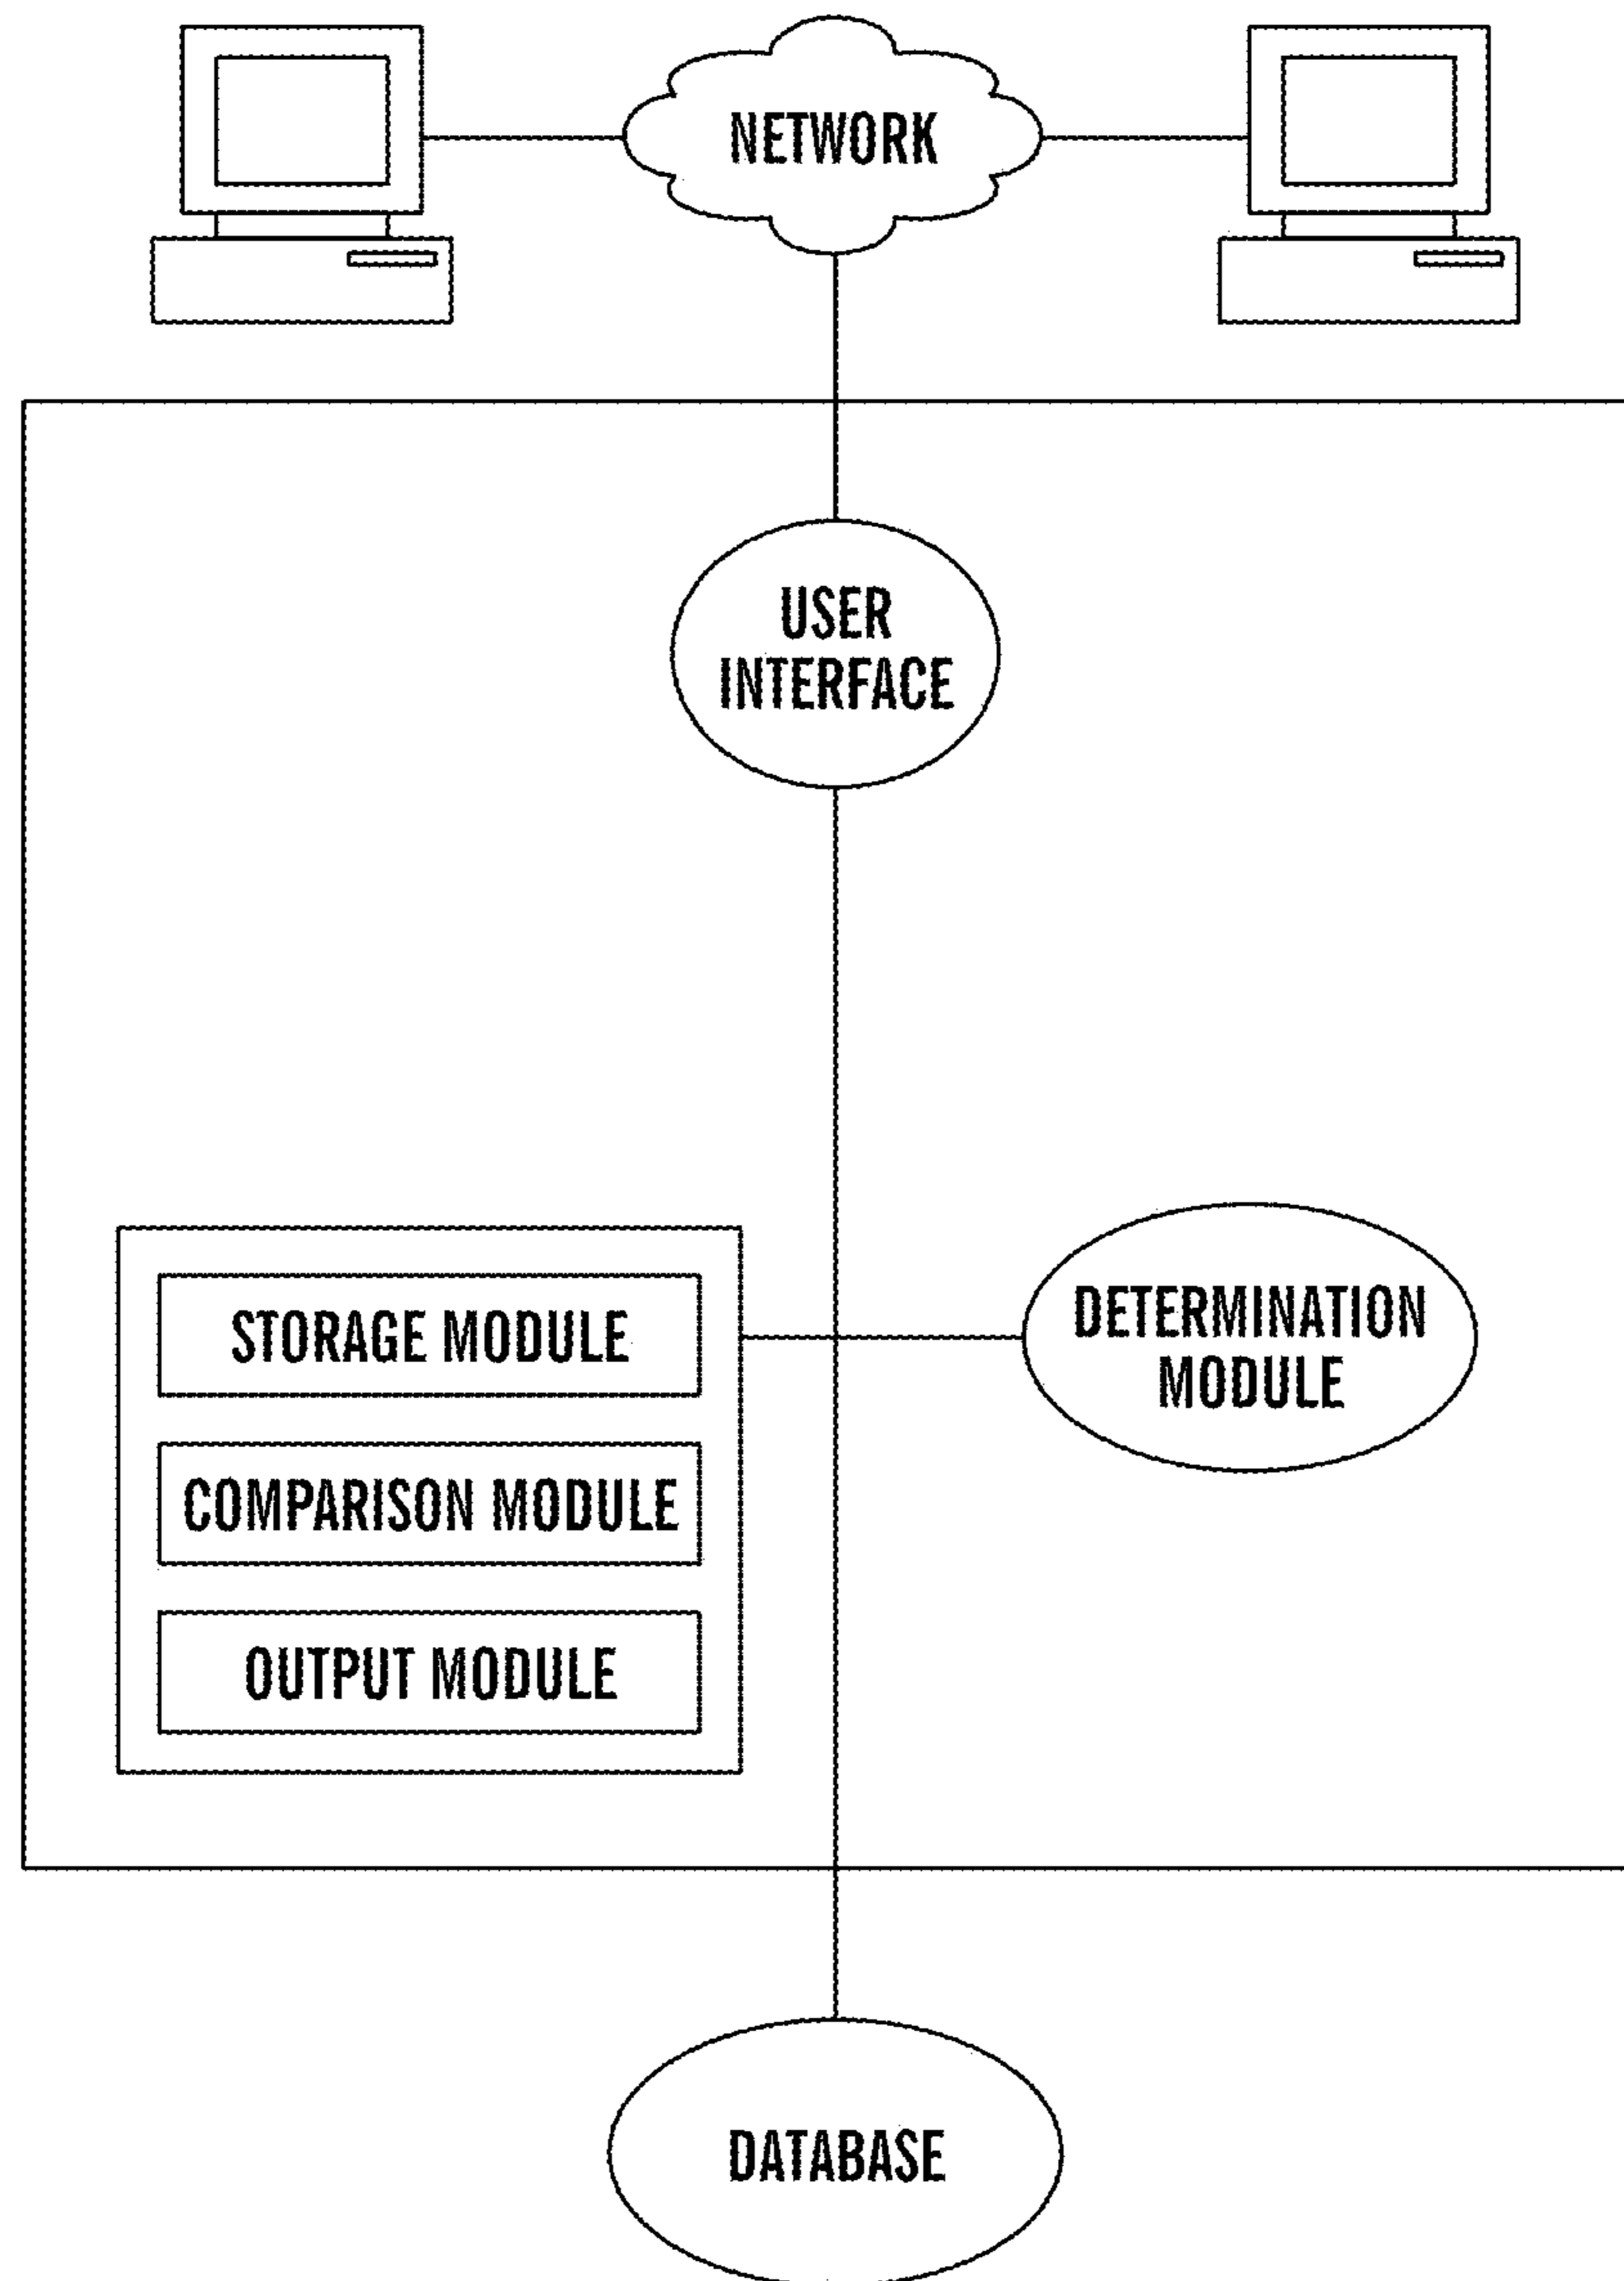 NETWORK
USER
INTERFACE
STORAGE MODULE
COMPARISON MODULE
OUTPUT MODULE
DETERMINATION
MODULE
DATABASE